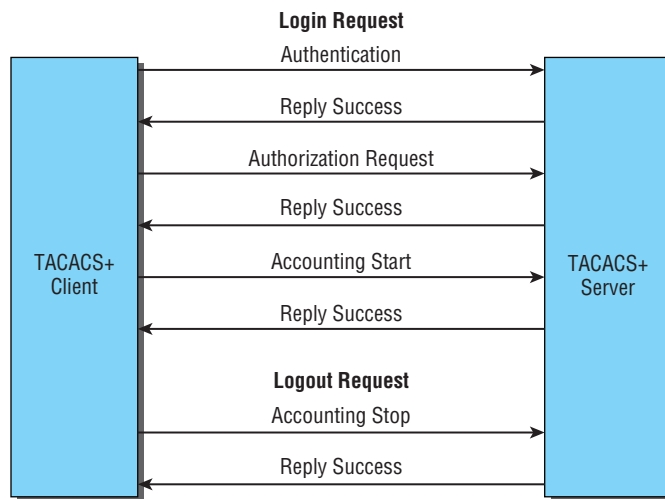 Login Request
Authentication
Reply Success
Authorization Request
Reply Success
TACACS+
Client
Accounting Start
TACACS+
Server
Reply Success
Logout Request
Accounting Stop
Reply Success